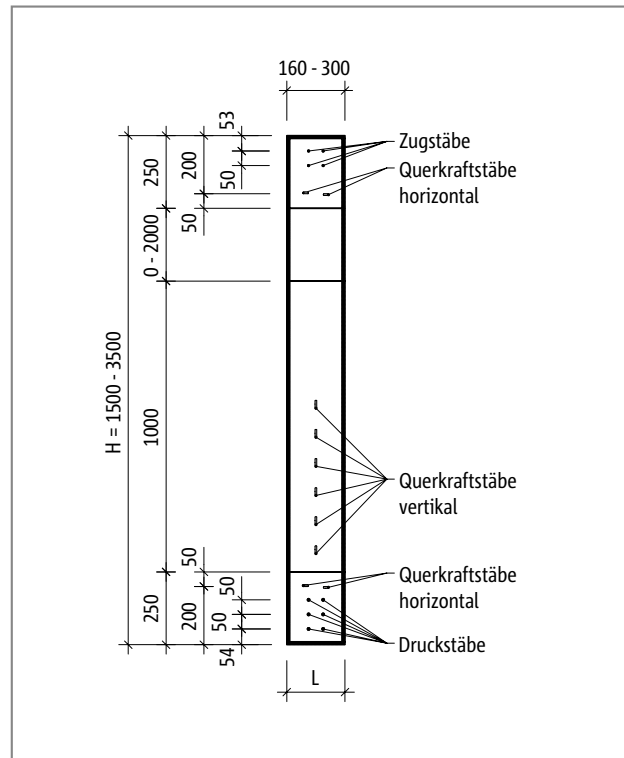 160 - 300
53
250
200
50
Zugstäbe
Querkraftstäbe
horizontal
50
0 - 2000
H = 1500 - 3500
1000
Querkraftstäbe
vertikal
50
50
250
200
50
54
Querkraftstäbe
horizontal
Druckstäbe
L